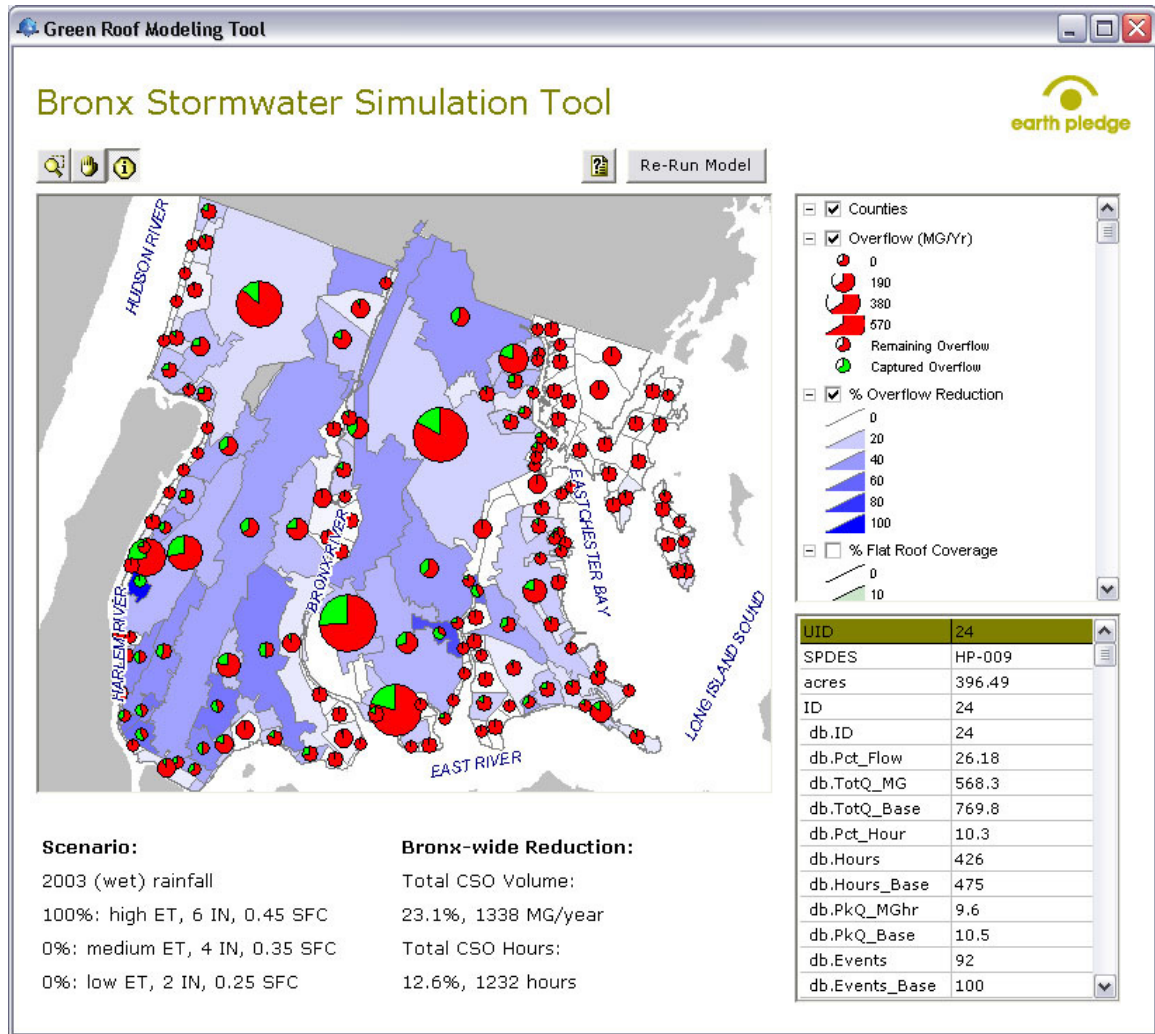 Green Roof Modeling Tool
Bronx Stormwater Simulation Tool
earth pledge
Re-Run Model
HUDSON RIVER
HARLEM RIVER
BRONX RIVER
EASTCHESTER BAY
EAST RIVER
LONG ISLAND SOUND
Counties
Overflow (MG/Yr)
0
190
380
570
Remaining Overflow
Captured Overflow
% Overflow Reduction
0
20
40
60
80
100
% Flat Roof Coverage
0
10
UID 24
SPDES HP-009
acres 396.49
ID 24
db.ID 24
db.Pct_Flow 26.18
db.TotQ_MG 568.3
db.TotQ_Base 769.8
db.Pct_Hour 10.3
db.Hours 426
db.Hours_Base 475
db.PkQ_MGhr 9.6
db.PkQ_Base 10.5
db.Events 92
db.Events_Base 100
Scenario:
2003 (wet) rainfall
100%: high ET, 6 IN, 0.45 SFC
0%: medium ET, 4 IN, 0.35 SFC
0%: low ET, 2 IN, 0.25 SFC
Bronx-wide Reduction:
Total CSO Volume:
23.1%, 1338 MG/year
Total CSO Hours:
12.6%, 1232 hours